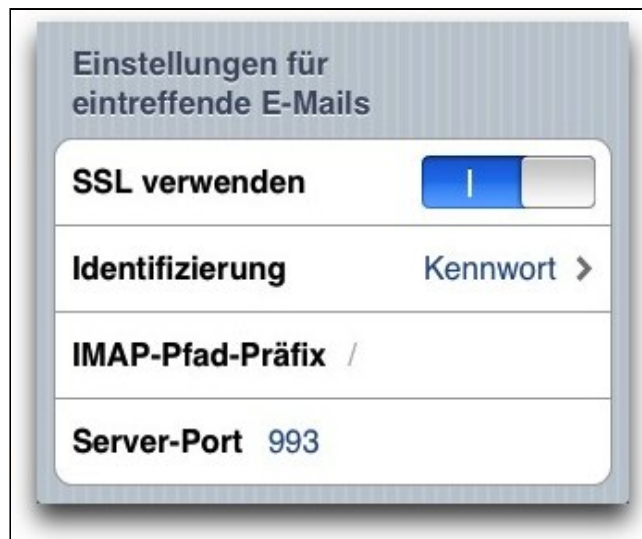 Einstellungen für
eintreffende E-Mails
SSL verwenden
Identifizierung Kennwort >
IMAP-Pfad-Präfix /
Server-Port 993